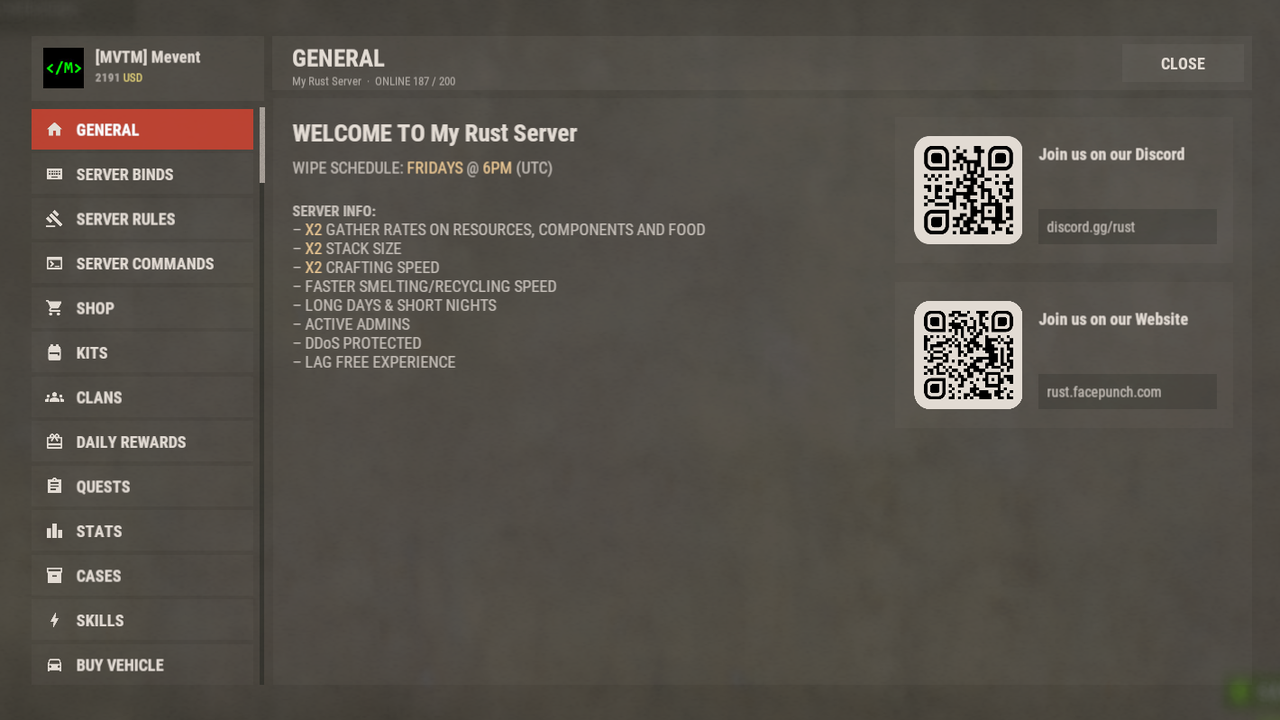 </M>
[MVTM] Mevent
2191 USD
GENERAL
SERVER BINDS
SERVER RULES
SERVER COMMANDS
SHOP
KITS
CLANS
DAILY REWARDS
QUESTS
STATS
CASES
SKILLS
BUY VEHICLE
GENERAL
My Rust Server · ONLINE 187 / 200
CLOSE
WELCOME TO My Rust Server
WIPE SCHEDULE: FRIDAYS @ 6PM (UTC)
SERVER INFO:
– X2 GATHER RATES ON RESOURCES, COMPONENTS AND FOOD
– X2 STACK SIZE
– X2 CRAFTING SPEED
– FASTER SMELTING/RECYCLING SPEED
– LONG DAYS & SHORT NIGHTS
– ACTIVE ADMINS
– DDoS PROTECTED
– LAG FREE EXPERIENCE
Join us on our Discord
discord.gg/rust
Join us on our Website
rust.facepunch.com